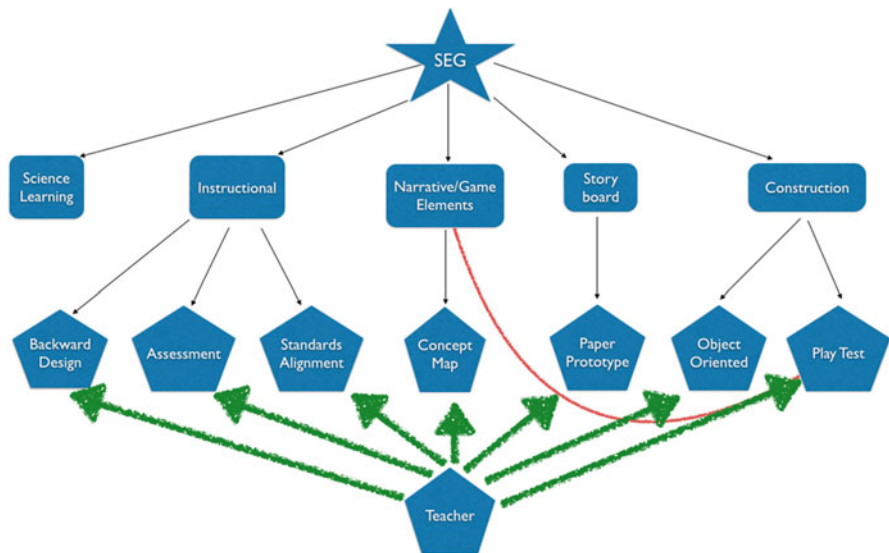 SEG
Science
Learning
Instructional
Narrative/Game
Elements
Story
board
Construction
Backward
Design
Assessment
Standards
Alignment
Concept
Map
Paper
Prototype
Object
Oriented
Play Test
Teacher